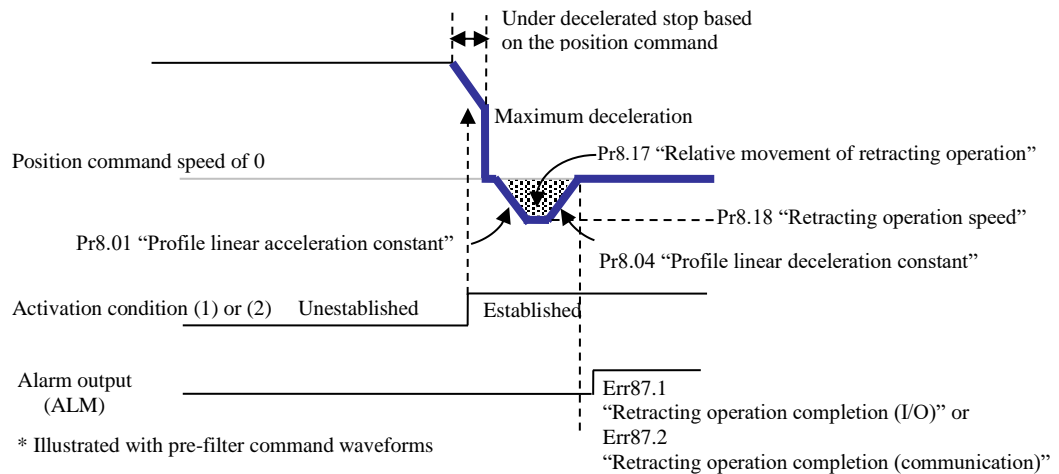 Under decelerated stop based
on the position command
Maximum deceleration
Position command speed of 0
Pr8.17 “Relative movement of retracting operation”
Pr8.18 “Retracting operation speed”
Pr8.01 “Profile linear acceleration constant”
Pr8.04 “Profile linear deceleration constant”
Activation condition (1) or (2) Unestablished Established
Alarm output
(ALM)
Err87.1
“Retracting operation completion (I/O)” or
Err87.2
“Retracting operation completion (communication)”
* Illustrated with pre-filter command waveforms